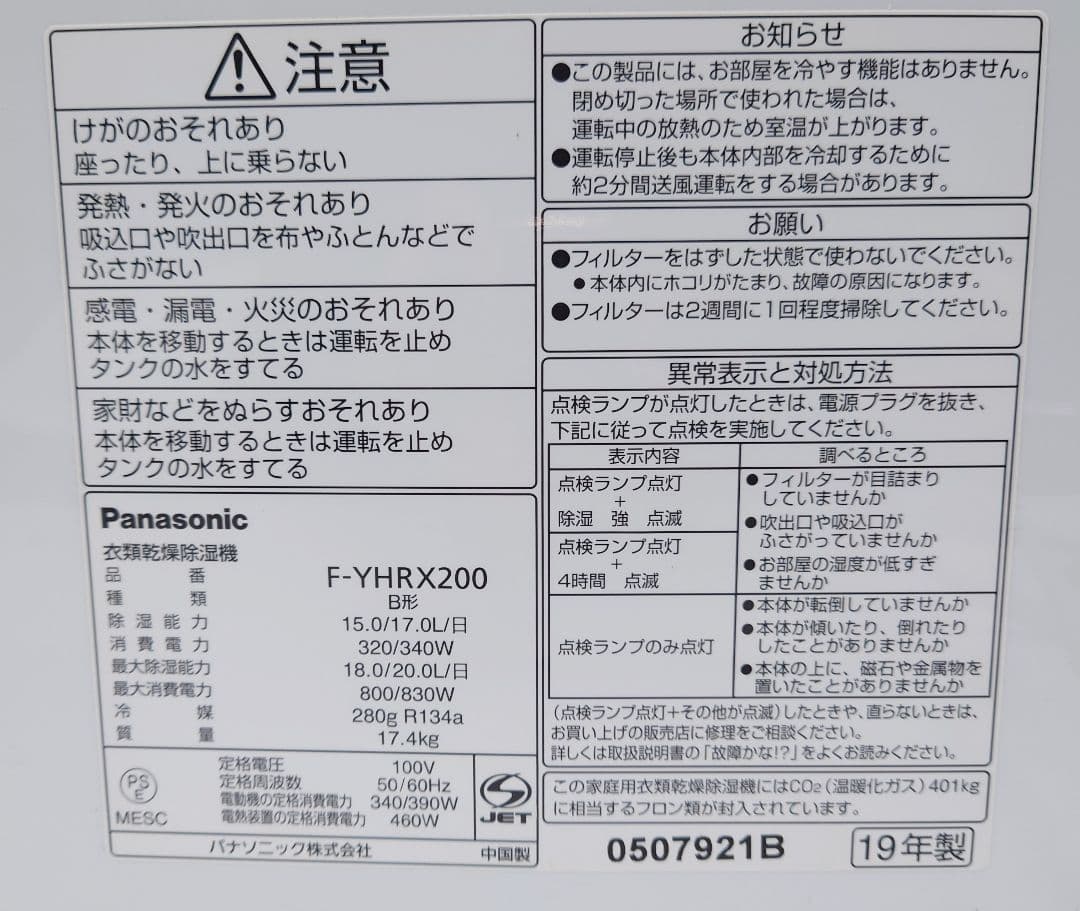 注意
けがのおそれあり
座ったり、上に乗らない
発熱・発火のおそれあり
吸込口や吹出口を布やふとんなどで
ふさがない
感電・漏電・火災のおそれあり
本体を移動するときは運転を止め
タンクの水をすてる
家財などをぬらすおそれあり
本体を移動するときは運転を止め
タンクの水をすてる
Panasonic
衣類乾燥除湿機
品番 F-YHRX200
種類 B形
除湿能力 15.0/17.0L/日
消費電力 320/340W
最大除湿能力 18.0/20.0L/日
最大消費電力 800/830W
冷媒 280g R134a
質量 17.4kg
PS
E
MESC
定格電圧 100V
定格周波数 50/60Hz
電動機の定格消費電力 340/390W
電熱装置の定格消費電力 460W
JET
パナソニック株式会社 中国製
お知らせ
●この製品には、お部屋を冷やす機能はありません。
閉め切った場所で使われた場合は、
運転中の放熱のため室温が上がります。
●運転停止後も本体内部を冷却するために
約2分間送風運転をする場合があります。
お願い
●フィルターをはずした状態で使わないでください。
●本体内にホコリがたまり、故障の原因になります。
●フィルターは2週間に1回程度掃除してください。
異常表示と対処方法
点検ランプが点灯したときは、電源プラグを抜き、
下記に従って点検を実施してください。
表示内容 調べるところ
点検ランプ点灯
+
除湿 強 点滅
点検ランプ点灯
+
4時間 点滅
●フィルターが目詰まり
していませんか
●吹出口や吸込口が
ふさがっていませんか
●お部屋の湿度が低すぎ
ませんか
点検ランプのみ点灯
●本体が転倒していませんか
●本体が傾いたり、倒れたり
したことがありませんか
●本体の上に、磁石や金属物を
置いたことがありませんか
(点検ランプ点灯+その他が点滅)したときや、直らないときは、
お買い上げの販売店に修理をご相談ください。
詳しくは取扱説明書の「故障かな!?」をよくお読みください。
この家庭用衣類乾燥除湿機にはCO2(温暖化ガス)401kg
に相当するフロン類が封入されています。
0507921B 19年製